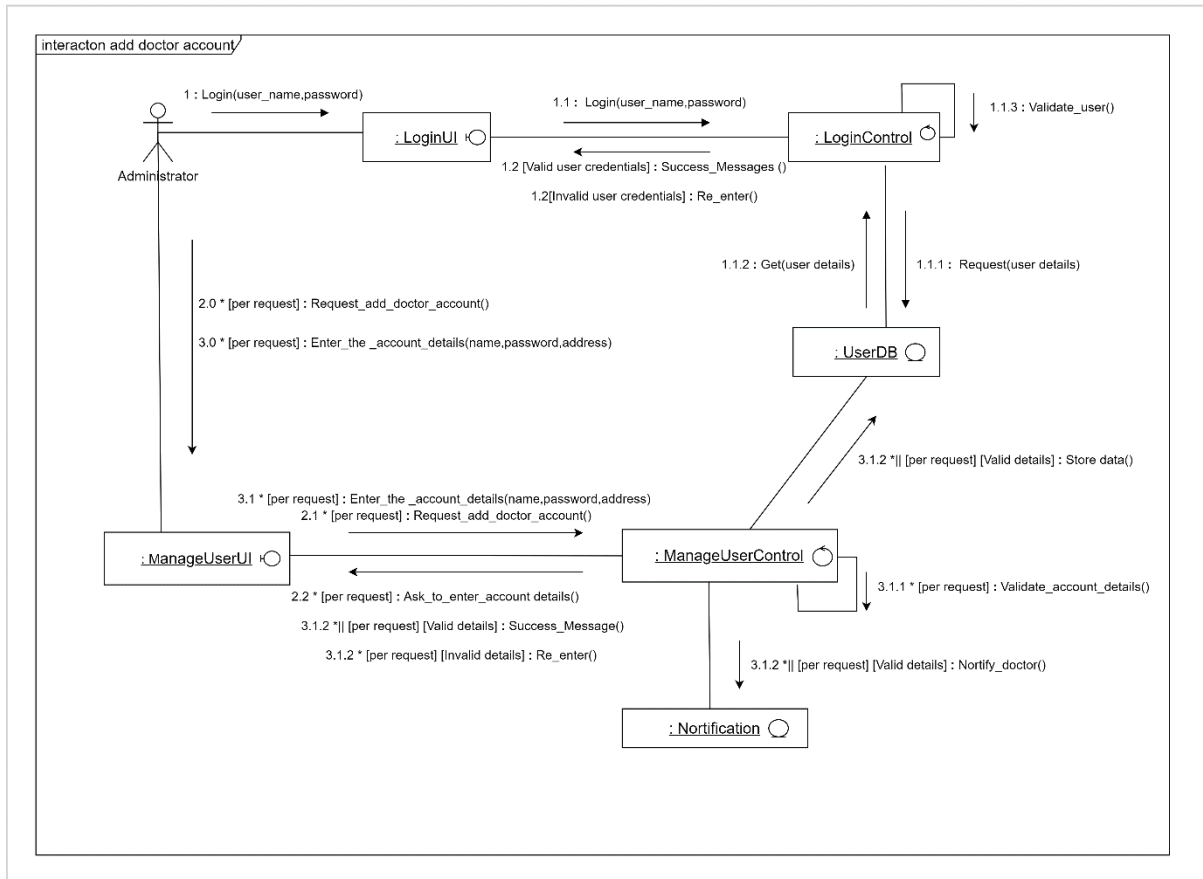 interacton add doctor account
1 : Login(user_name,password)
1.1 : Login(user_name,password)
1.1.3 : Validate_user()
: LoginUI
: LoginControl
Administrator
1.2 [Valid user credentials] : Success_Messages ()
1.2[Invalid user credentials] : Re_enter()
1.1.2 : Get(user details)
1.1.1 : Request(user details)
2.0 * [per request] : Request_add_doctor_account()
3.0 * [per request] : Enter_the _account_details(name,password,address)
: UserDB
3.1.2 *|| [per request] [Valid details] : Store data()
3.1 * [per request] : Enter_the _account_details(name,password,address)
2.1 * [per request] : Request_add_doctor_account()
: ManageUserUI
: ManageUserControl
3.1.1 * [per request] : Validate_account_details()
2.2 * [per request] : Ask_to_enter_account details()
3.1.2 *|| [per request] [Valid details] : Success_Message()
3.1.2 * [per request] [Invalid details] : Re_enter()
3.1.2 *|| [per request] [Valid details] : Nortify_doctor()
: Nortification